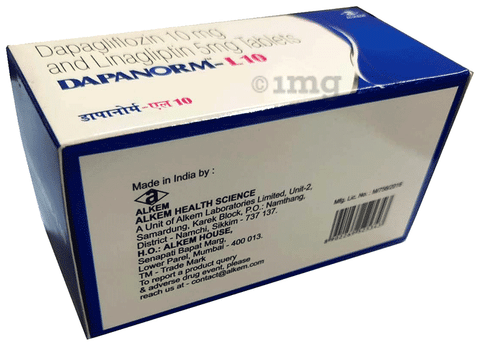 ALKEM
Dapagliflozin 10 mg
and Linagliptin 5mg Tablets
DAPANORM-L10
© 1mg
डापानोर्म-एल 10
Made in India by :
ALKEM
ALKEM HEALTH SCIENCE
A Unit of Alkem Laboratories Limited, Unit-2,
Samardung, Karek Block, P.O.: Namthang,
District - Namchi, Sikkim - 737 137.
H.O.: ALKEM HOUSE,
Senapati Bapat Marg,
Lower Parel, Mumbai - 400 013.
TM - Trade Mark
To report a product query
& adverse drug event, please -
reach us at - contact@alkem.com
Mfg. Lic. No.: